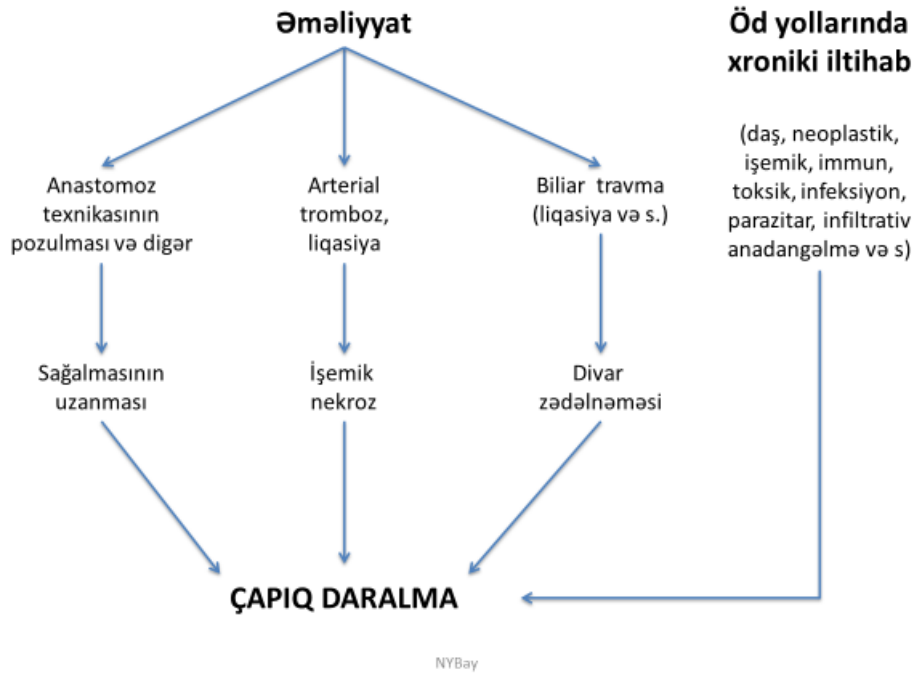 Əməliyyat
Öd yollarında
xroniki iltihab
(daş, neoplastik,
işemik, immun,
toksik, infeksiyon,
parazitar, infiltrativ
anadangəlmə və s)
Anastomoz
texnikasının
pozulması və digər
Arterial
tromboz,
liqasiya
Biliar travma
(liqasiya və s.)
Sağalmasının
uzanması
İşemik
nekroz
Divar
zədəlnəməsi
ÇAPIQ DARALMA
NYBay